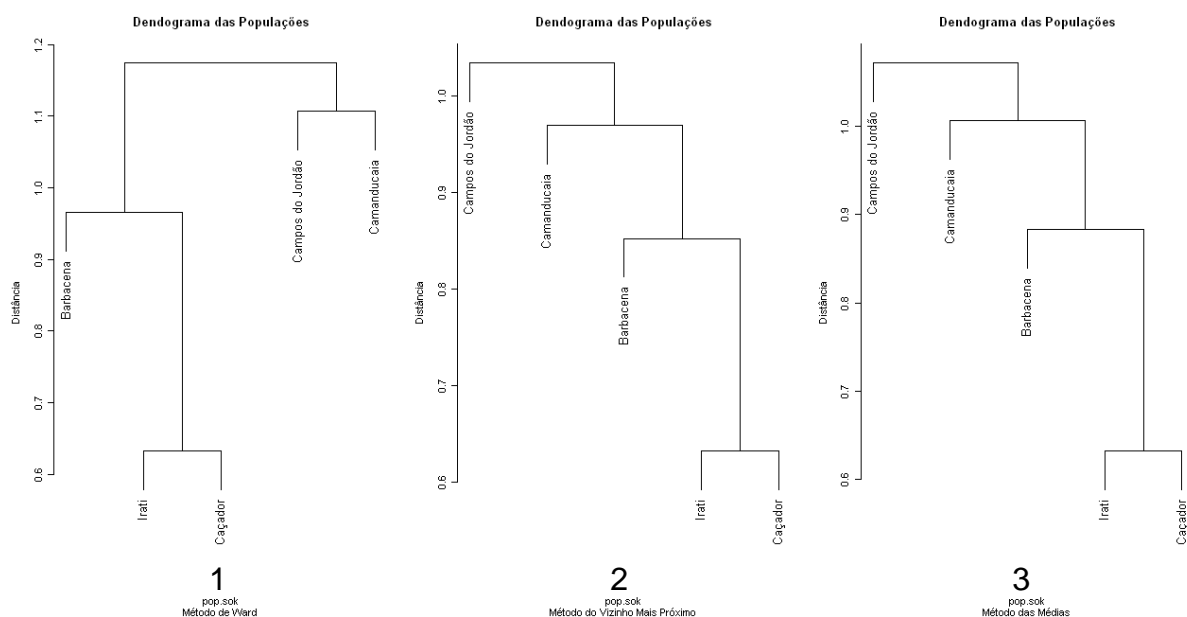 Dendograma das Populações
1.2
1.1
1.0
0.9
0.8
0.7
0.6
Distância
Barbacena
Irati
Caçador
Campos do Jordão
Camanducaia
1
pop.sok
Método de Ward
Dendograma das Populações
1.0
0.9
0.8
0.7
0.6
Distância
Campos do Jordão
Camanducaia
Barbacena
Irati
Caçador
2
pop.sok
Método do Vizinho Mais Próximo
Dendograma das Populações
1.0
0.9
0.8
0.7
0.6
Distância
Campos do Jordão
Camanducaia
Barbacena
Irati
Caçador
3
pop.sok
Método das Médias